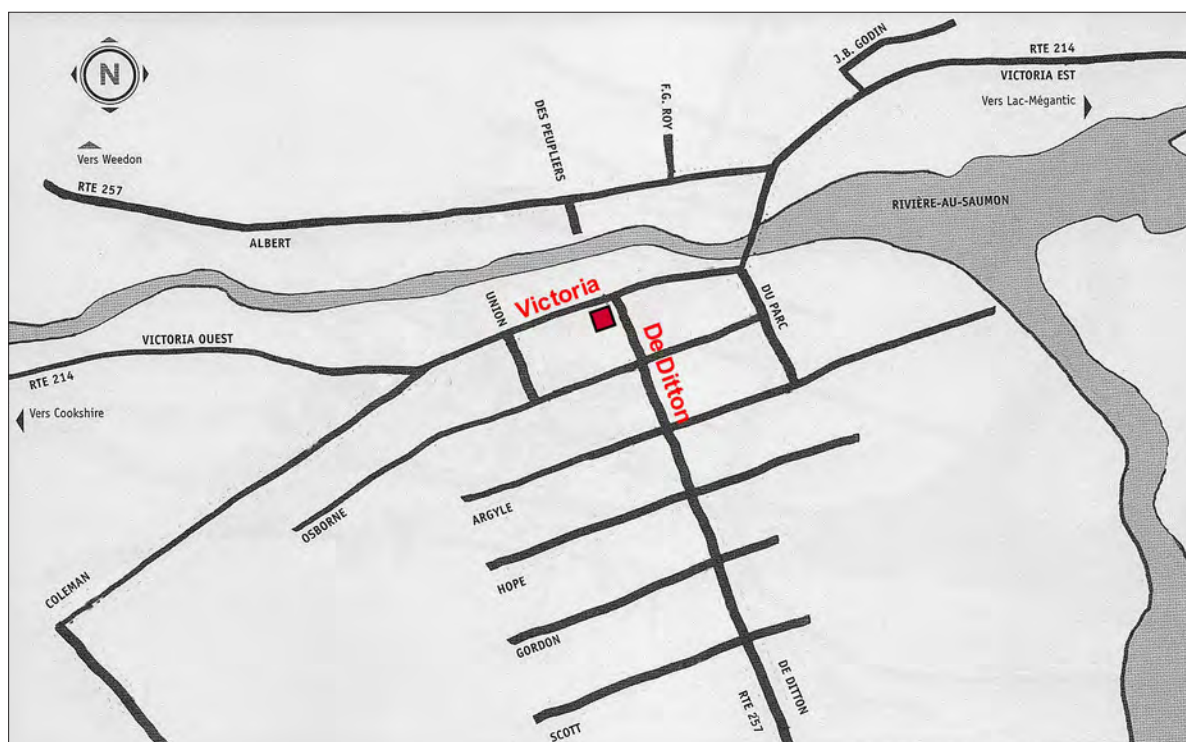 N
Vers Weedon
RTE 257
ALBERT
DES PEUPLIERS
F.G. ROY
J.B. GODIN
RTE 214
VICTORIA EST
Vers Lac-Mégantic
RIVIÈRE-AU-SAUMON
VICTORIA OUEST
RTE 214
Vers Cookshire
UNION
Victoria
De Ditton
DU PARC
OSBORNE
ARGYLE
HOPE
GORDON
SCOTT
COLEMAN
DE DITTON
RTE 257